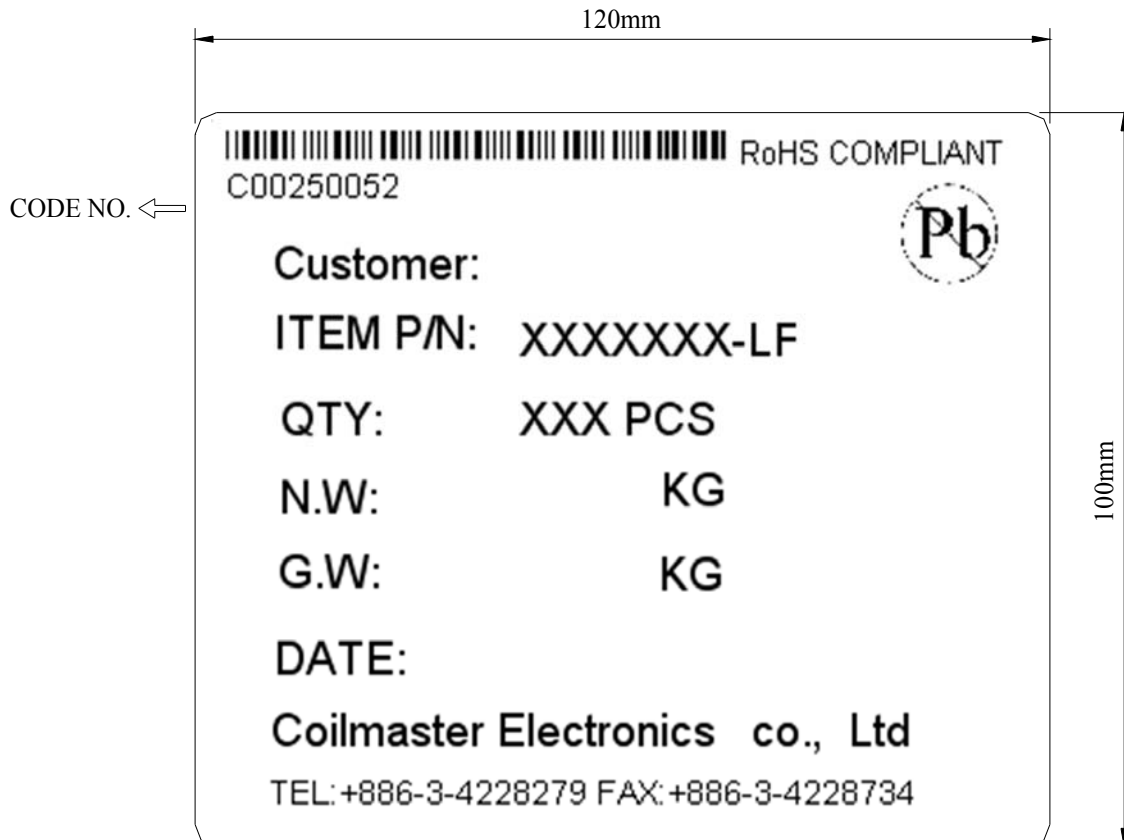 120mm
RoHS COMPLIANT
C00250052
CODE NO.
Pb
Customer:
ITEM P/N: XXXXXXX-LF
QTY: XXX PCS
N.W: KG
G.W: KG
100mm
DATE:
Coilmaster Electronics co., Ltd
TEL:+886-3-4228279 FAX:+886-3-4228734